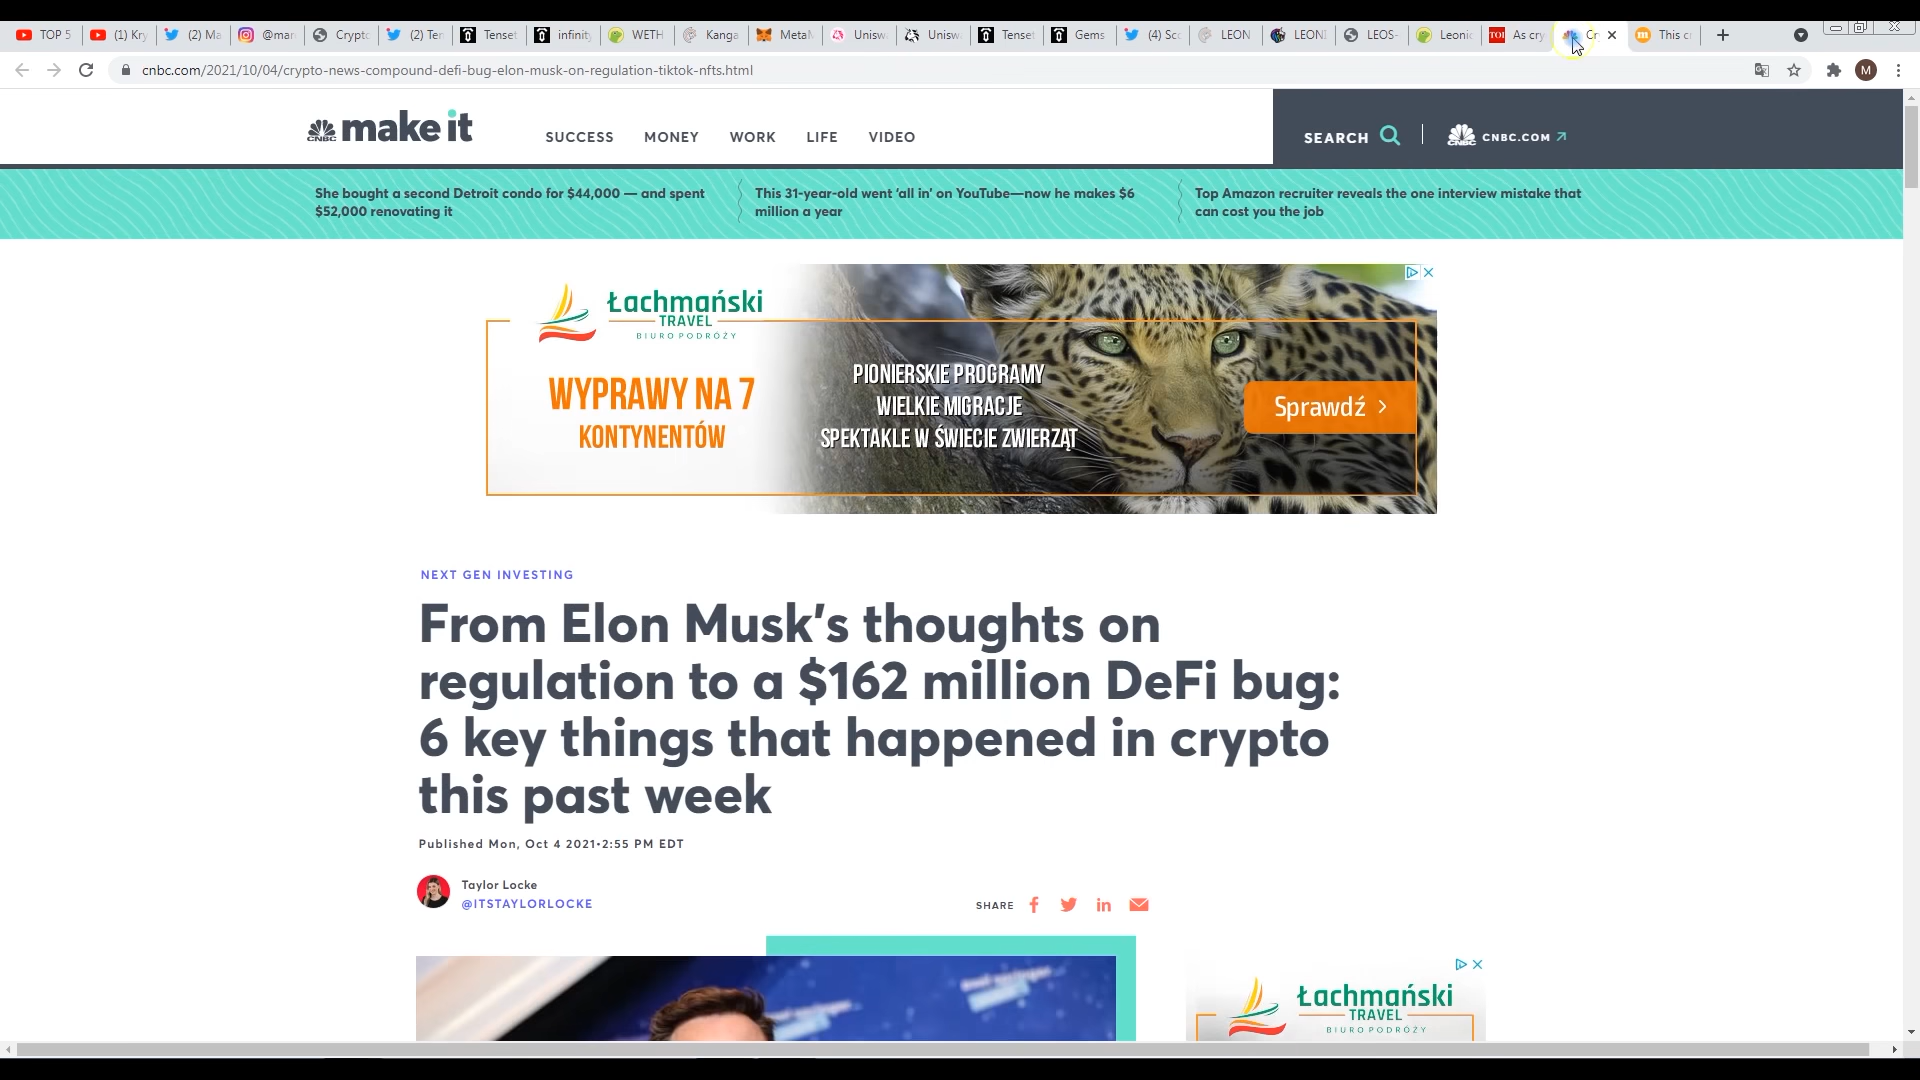 TOP 5
(1) Kry
(2) Ma
@mar
Crypto
(2) Ten
Tenset
infinity
WETH
Kanga
MetaM
Unisw
Unisw
Tenset
Gems
(4) Sc
LEON
LEONI
LEOS-
Leonic
As cry
Cr
This c
cnbc.com/2021/10/04/crypto-news-compound-defi-bug-elon-musk-on-regulation-tiktok-nfts.html
M
CNBC make it
SUCCESS MONEY WORK LIFE VIDEO
SEARCH
CNBC CNBC.COM
She bought a second Detroit condo for $44,000 — and spent
$52,000 renovating it
This 31-year-old went ‘all in’ on YouTube—now he makes $6
million a year
Top Amazon recruiter reveals the one interview mistake that
can cost you the job
Łachmański
TRAVEL
BIURO PODRÓŻY
WYPRAWY NA 7
KONTYNENTÓW
PIONIERSKIE PROGRAMY
WIELKIE MIGRACJE
SPEKTAKLE W ŚWIECIE ZWIERZĄT
Sprawdź
NEXT GEN INVESTING
From Elon Musk’s thoughts on
regulation to a $162 million DeFi bug:
6 key things that happened in crypto
this past week
Published Mon, Oct 4 2021•2:55 PM EDT
Taylor Locke
@ITSTAYLORLOCKE
SHARE
Łachmański
TRAVEL
BIURO PODRÓŻY